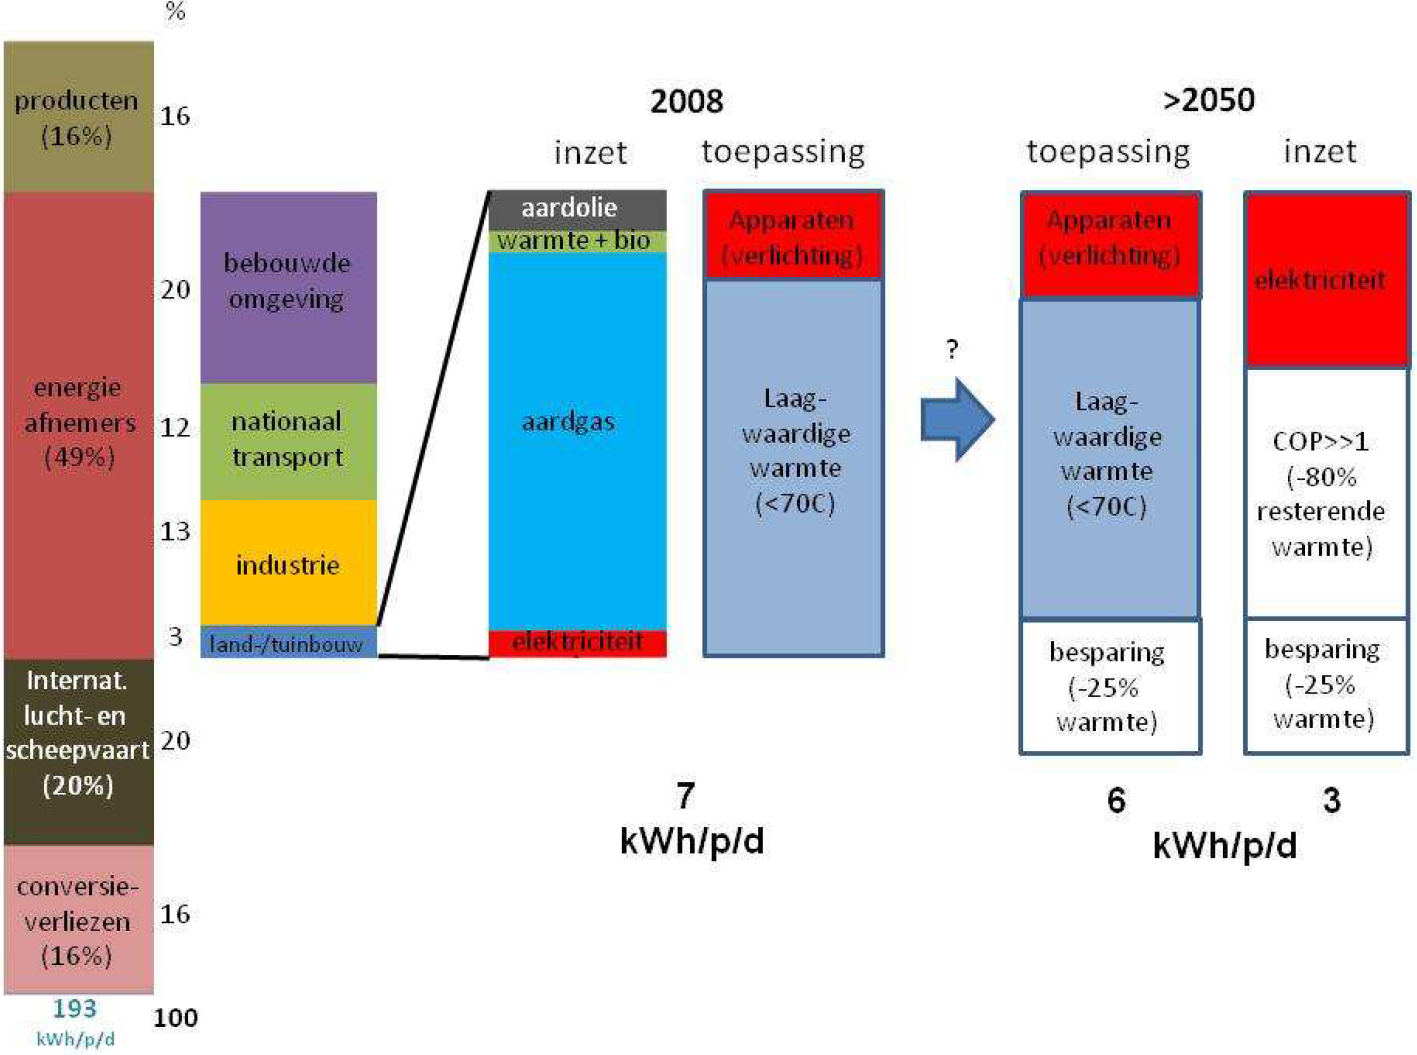 %
producten
(16%)
16
energie
afnemers
(49%)
20
12
13
3
Internat.
lucht- en
scheepvaart
(20%)
20
conversie-
verliezen
(16%)
16
193
kWh/p/d
100
bebouwde
omgeving
nationaal
transport
industrie
land-/tuinbouw
2008
inzet
toepassing
aardolie
warmte + bio
aardgas
elektriciteit
Apparaten
(verlichting)
Laag-
waardige
warmte
(<70C)
7
kWh/p/d
?
>2050
toepassing
inzet
Apparaten
(verlichting)
Laag-
waardige
warmte
(<70C)
besparing
(-25%
warmte)
elektriciteit
COP>>1
(-80%
resterende
warmte)
besparing
(-25%
warmte)
6
3
kWh/p/d